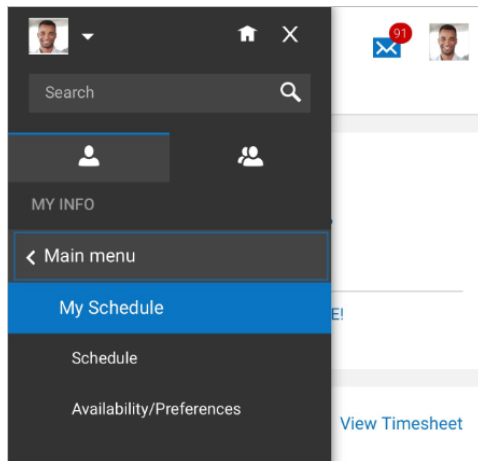 X
91
Search
MY INFO
Main menu
My Schedule
E!
Schedule
Availability/Preferences
View Timesheet